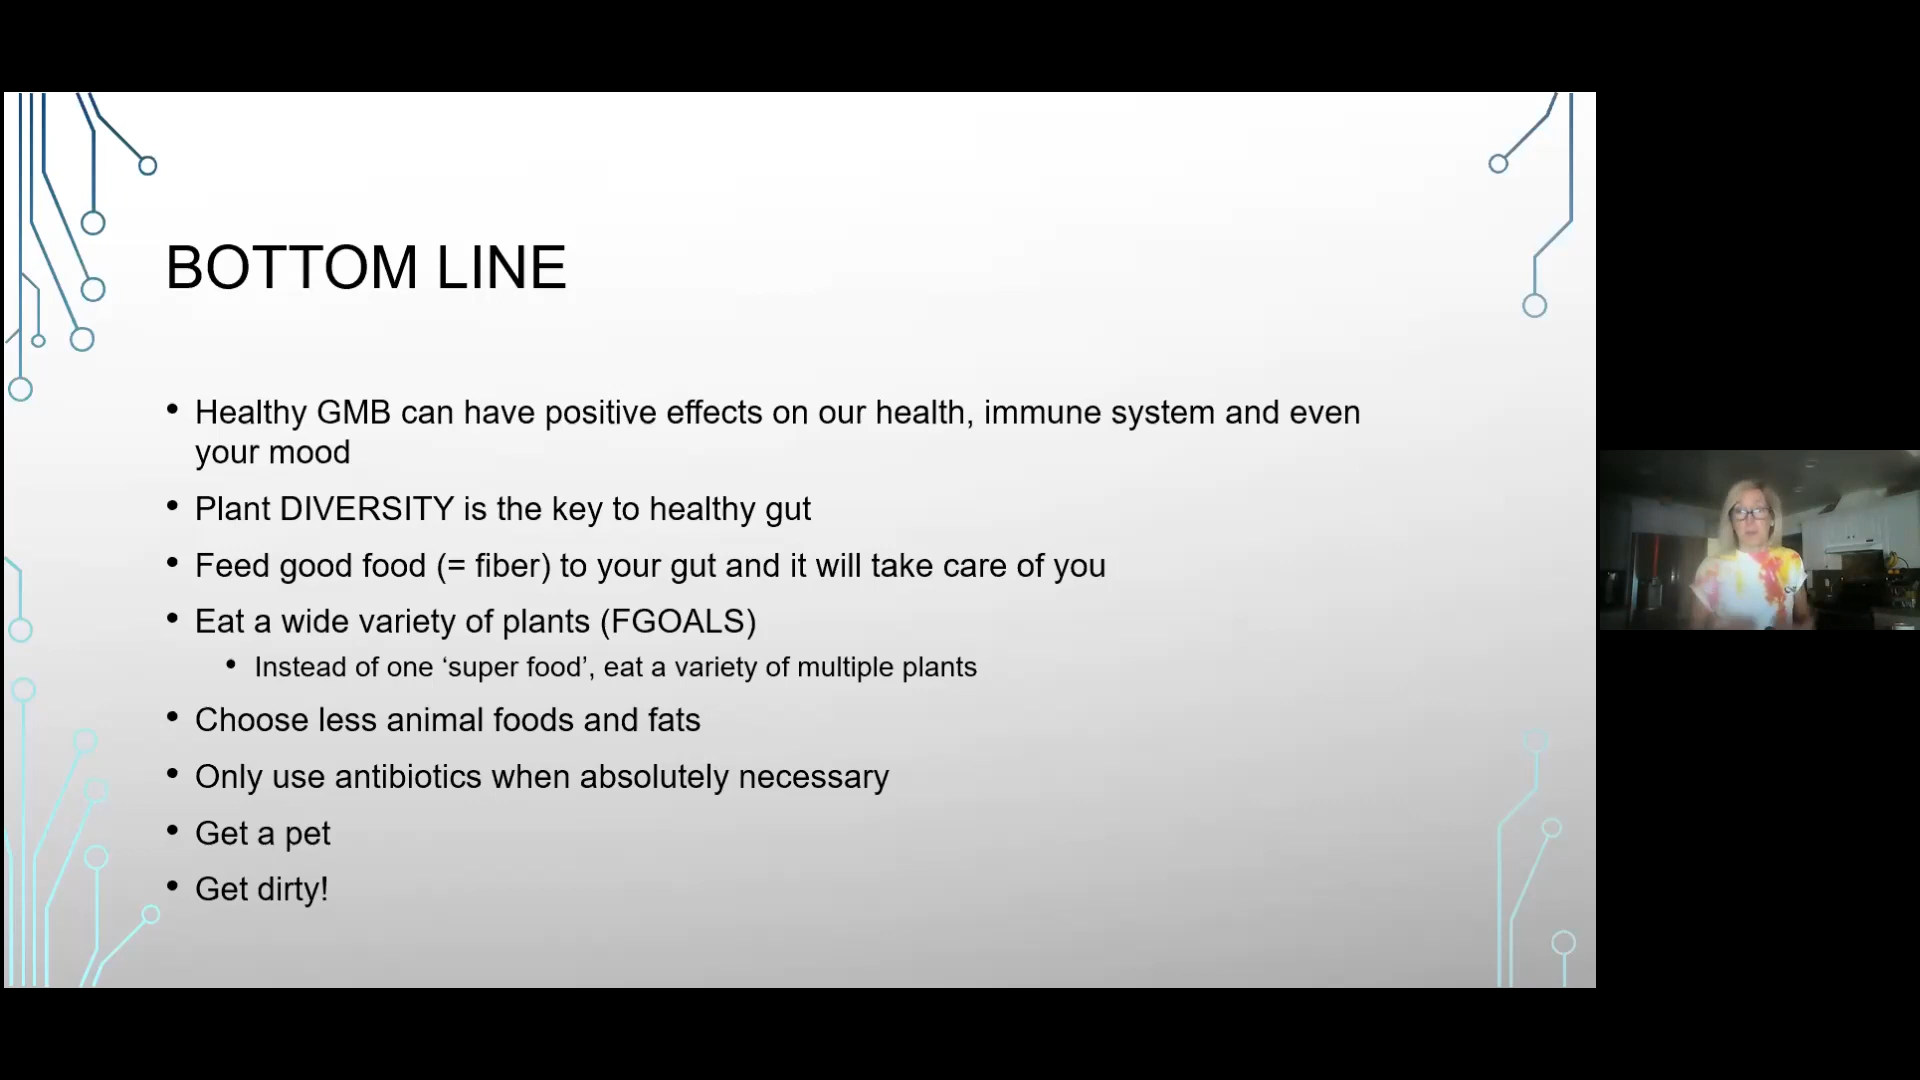 BOTTOM LINE
• Healthy GMB can have positive effects on our health, immune system and even
your mood
• Plant DIVERSITY is the key to healthy gut
• Feed good food (= fiber) to your gut and it will take care of you
• Eat a wide variety of plants (FGOALS)
• Instead of one ‘super food’, eat a variety of multiple plants
• Choose less animal foods and fats
• Only use antibiotics when absolutely necessary
• Get a pet
• Get dirty!